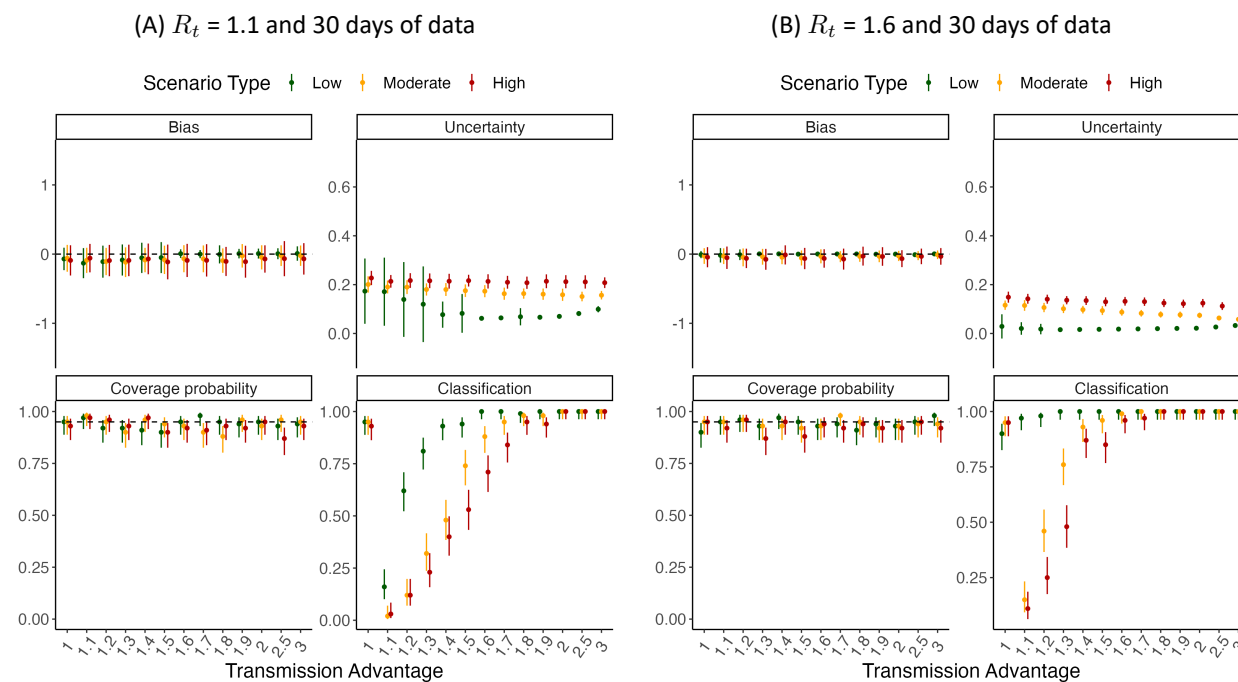 (A) Rt = 1.1 and 30 days of data
Scenario Type Low Moderate High
Bias
Uncertainty
1
0
-1
0.6
0.4
0.2
0.0
Coverage probability
Classification
1.00
0.75
0.50
0.25
0.00
1.00
0.75
0.50
0.25
0.00
1 1.1 1.2 1.3 1.4 1.5 1.6 1.7 1.8 1.9 2 2.5 3
1 1.1 1.2 1.3 1.4 1.5 1.6 1.7 1.8 1.9 2 2.5 3
Transmission Advantage
(B) Rt = 1.6 and 30 days of data
Scenario Type Low Moderate High
Bias
Uncertainty
1
0
-1
0.6
0.4
0.2
0.0
Coverage probability
Classification
1.00
0.75
0.50
0.25
0.00
1.00
0.75
0.50
0.25
1 1.1 1.2 1.3 1.4 1.5 1.6 1.7 1.8 1.9 2 2.5 3
1 1.1 1.2 1.3 1.4 1.5 1.6 1.7 1.8 1.9 2 2.5 3
Transmission Advantage